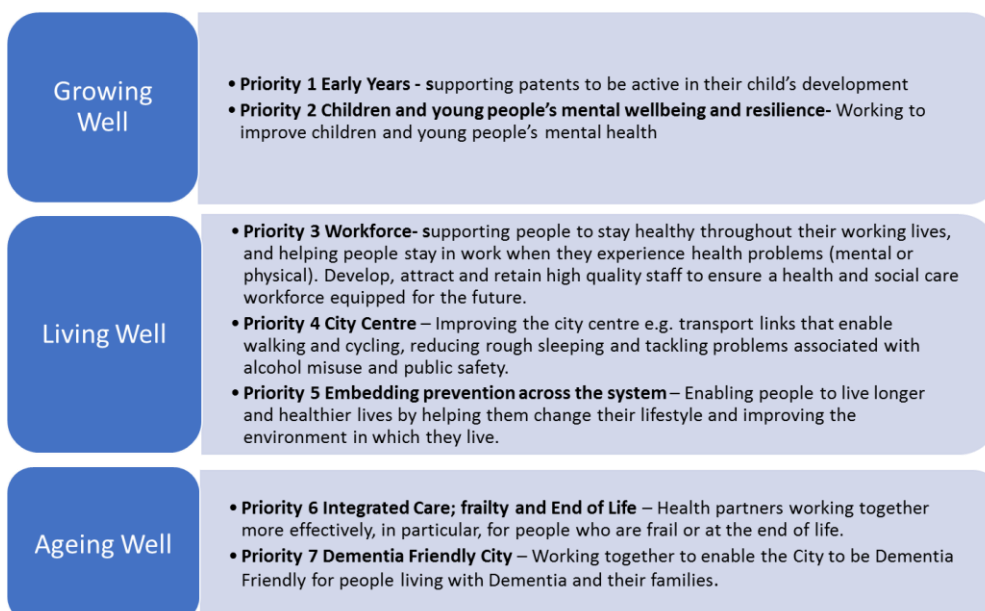 Growing
Well
• Priority 1 Early Years - supporting patents to be active in their child's development
• Priority 2 Children and young people's mental wellbeing and resilience- Working to
improve children and young people's mental health
Living Well
• Priority 3 Workforce- supporting people to stay healthy throughout their working lives,
and helping people stay in work when they experience health problems (mental or
physical). Develop, attract and retain high quality staff to ensure a health and social care
workforce equipped for the future.
• Priority 4 City Centre – Improving the city centre e.g. transport links that enable
walking and cycling, reducing rough sleeping and tackling problems associated with
alcohol misuse and public safety.
• Priority 5 Embedding prevention across the system – Enabling people to live longer
and healthier lives by helping them change their lifestyle and improving the
environment in which they live.
Ageing Well
• Priority 6 Integrated Care; frailty and End of Life – Health partners working together
more effectively, in particular, for people who are frail or at the end of life.
• Priority 7 Dementia Friendly City – Working together to enable the City to be Dementia
Friendly for people living with Dementia and their families.